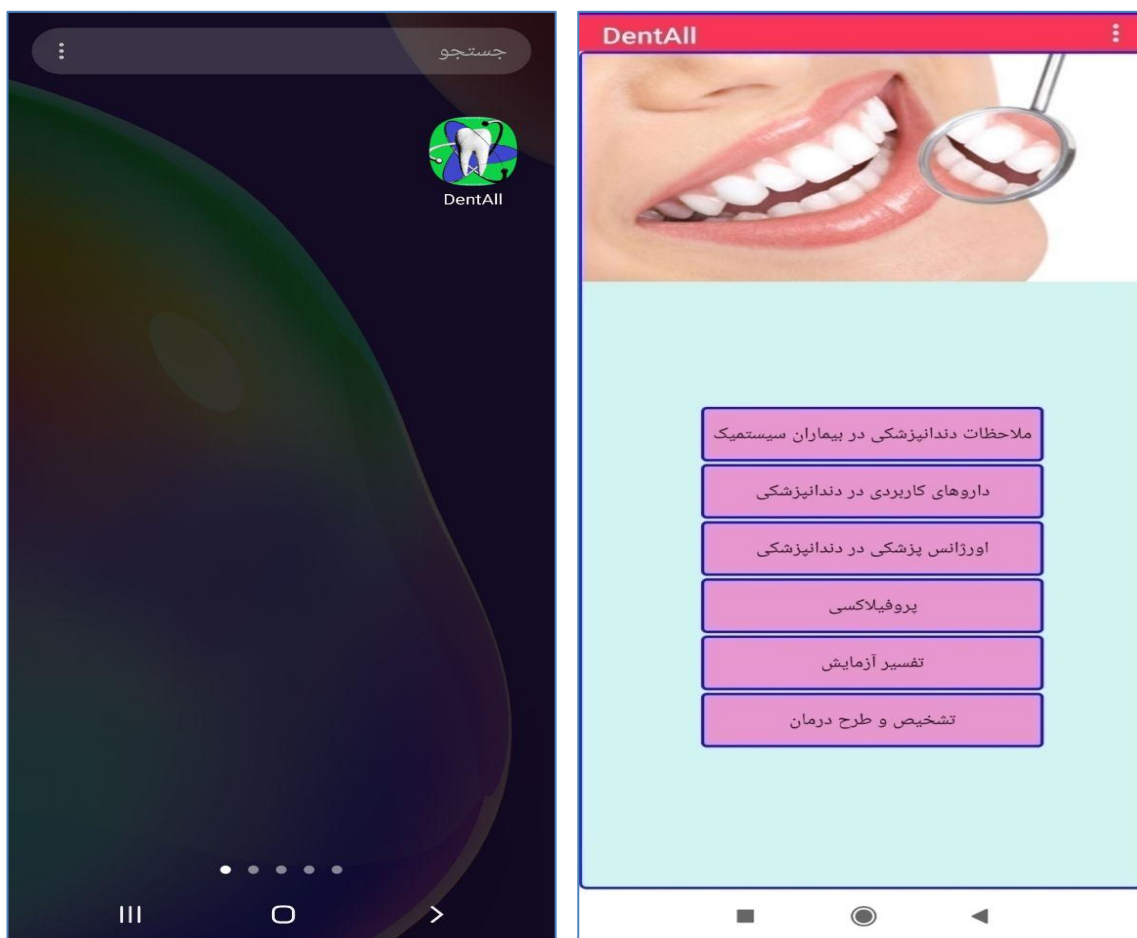 جستجو
DentAll
DentAll
ملاحظات دندانپزشکی در بیماران سیستمیک
داروهای کاربردی در دندانپزشکی
اورژانس پزشکی در دندانپزشکی
پروفیلاکسی
تفسیر آزمایش
تشخیص و طرح درمان